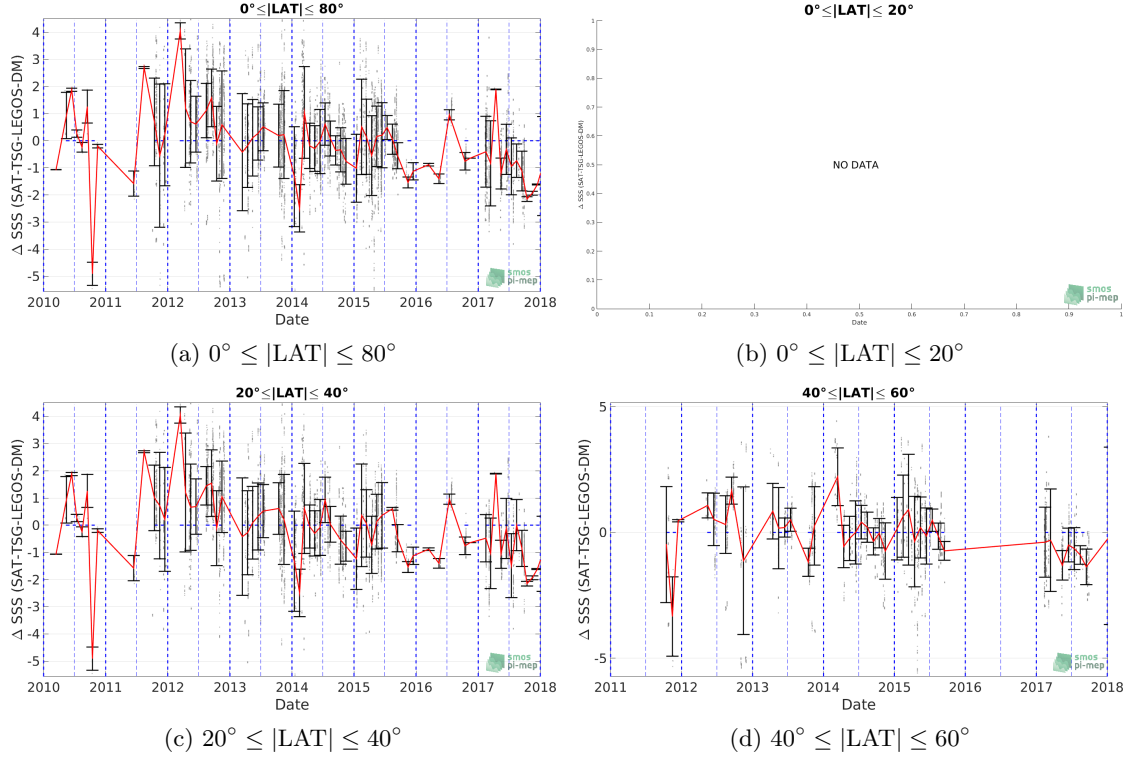 0°≤|LAT|≤ 80°
Δ SSS (SAT-TSG-LEGOS-DM)
4
3
2
1
0
-1
-2
-3
-4
-5
2010 2011 2012 2013 2014 2015 2016 2017 2018
Date
smos
pi-mep
(a) 0° ≤ |LAT| ≤ 80°
0°≤|LAT|≤ 20°
Δ SSS (SAT-TSG-LEGOS-DM)
1
0.9
0.8
0.7
0.6
0.5
0.4
0.3
0.2
0.1
0
NO DATA
0 0.1 0.2 0.3 0.4 0.5 0.6 0.7 0.8 0.9 1
Date
smos
pi-mep
(b) 0° ≤ |LAT| ≤ 20°
20°≤|LAT|≤ 40°
Δ SSS (SAT-TSG-LEGOS-DM)
4
3
2
1
0
-1
-2
-3
-4
-5
2010 2011 2012 2013 2014 2015 2016 2017 2018
Date
smos
pi-mep
(c) 20° ≤ |LAT| ≤ 40°
40°≤|LAT|≤ 60°
Δ SSS (SAT-TSG-LEGOS-DM)
5
0
-5
2011 2012 2013 2014 2015 2016 2017 2018
Date
smos
pi-mep
(d) 40° ≤ |LAT| ≤ 60°